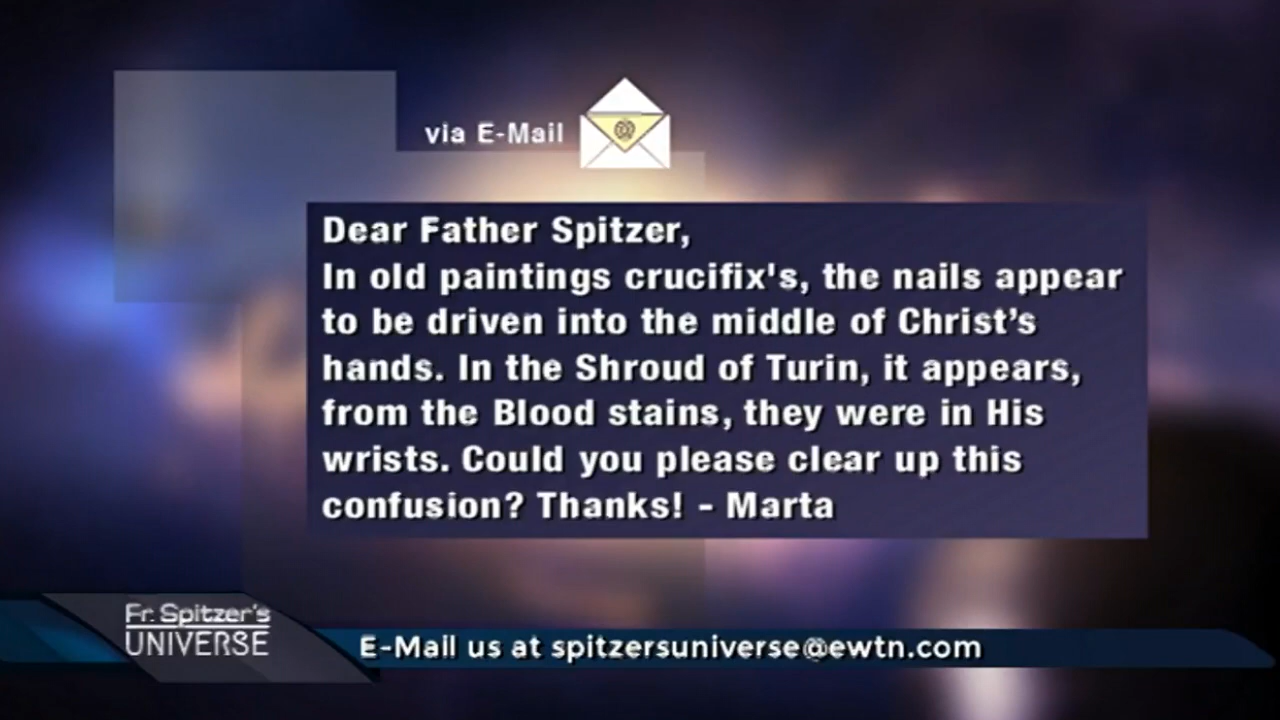 via E-Mail
Dear Father Spitzer,
In old paintings crucifix's, the nails appear
to be driven into the middle of Christ's
hands. In the Shroud of Turin, it appears,
from the Blood stains, they were in His
wrists. Could you please clear up this
confusion? Thanks! - Marta
Fr. Spitzer's
UNIVERSE
E-Mail us at spitzersuniverse@ewtn.com